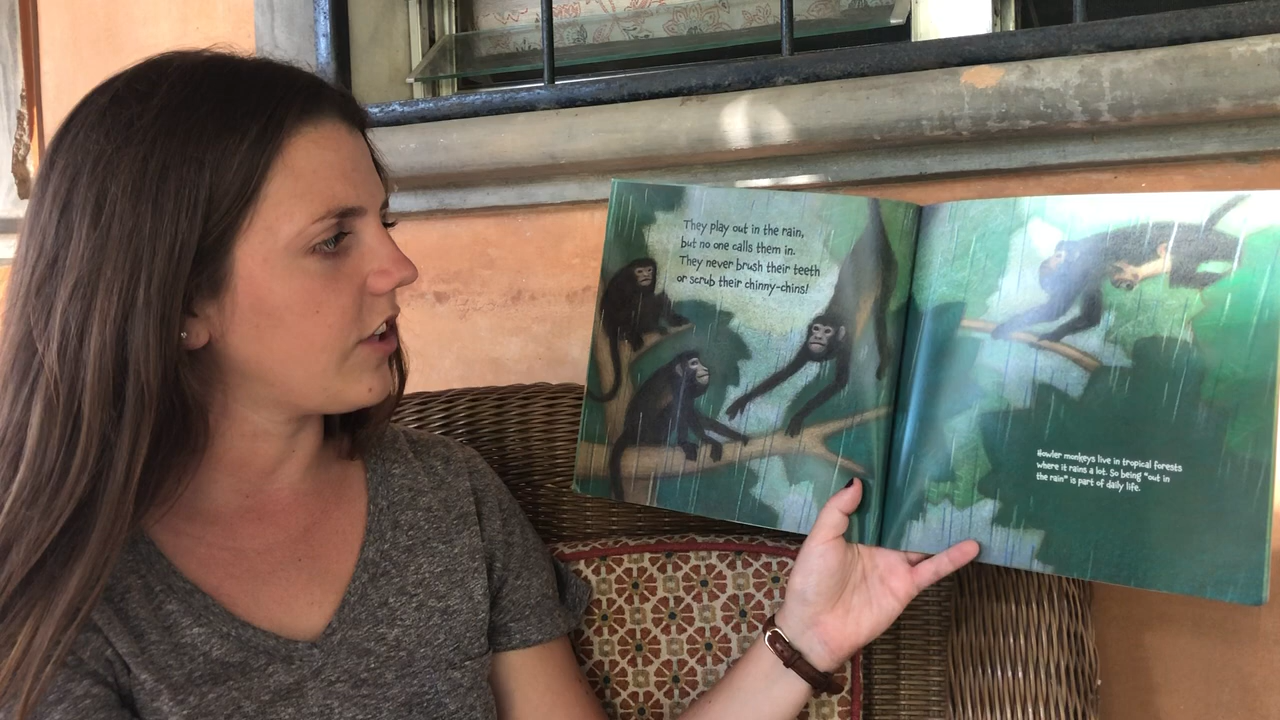 They play out in the rain,
but no one calls them in.
They never brush their teeth
or scrub their chinny-chins!
Howler monkeys live in tropical forests
where it rains a lot. So being "out in
the rain" is part of daily life.